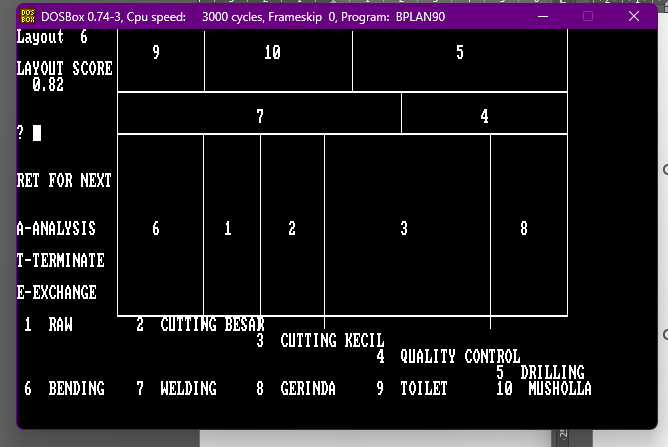 DOSBox 0.74-3, Cpu speed: 3000 cycles, Frameskip 0, Program: BPLAN90
Layout 6
9 10 5
LAYOUT SCORE
0.82
7 4
?
RET FOR NEXT
A-ANALYSIS
6 1 2 3 8
T-TERMINATE
E-EXCHANGE
1 RAW 2 CUTTING BESAR
3 CUTTING KECIL
4 QUALITY CONTROL
5 DRILLING
6 BENDING 7 WELDING 8 GERINDA 9 TOILET 10 MUSHOLLA